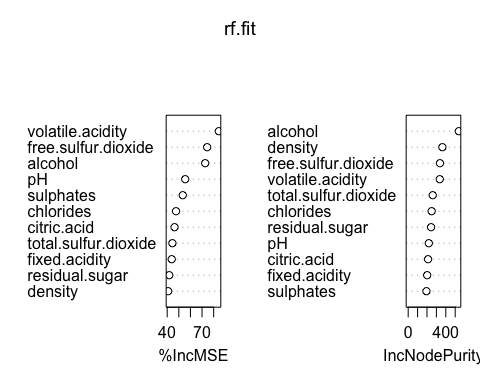 rf.fit
volatile.acidity
free.sulfur.dioxide
alcohol
pH
sulphates
chlorides
citric.acid
total.sulfur.dioxide
fixed.acidity
residual.sugar
density
40 70
%IncMSE
alcohol
density
free.sulfur.dioxide
volatile.acidity
total.sulfur.dioxide
chlorides
residual.sugar
pH
citric.acid
fixed.acidity
sulphates
0 400
IncNodePurity